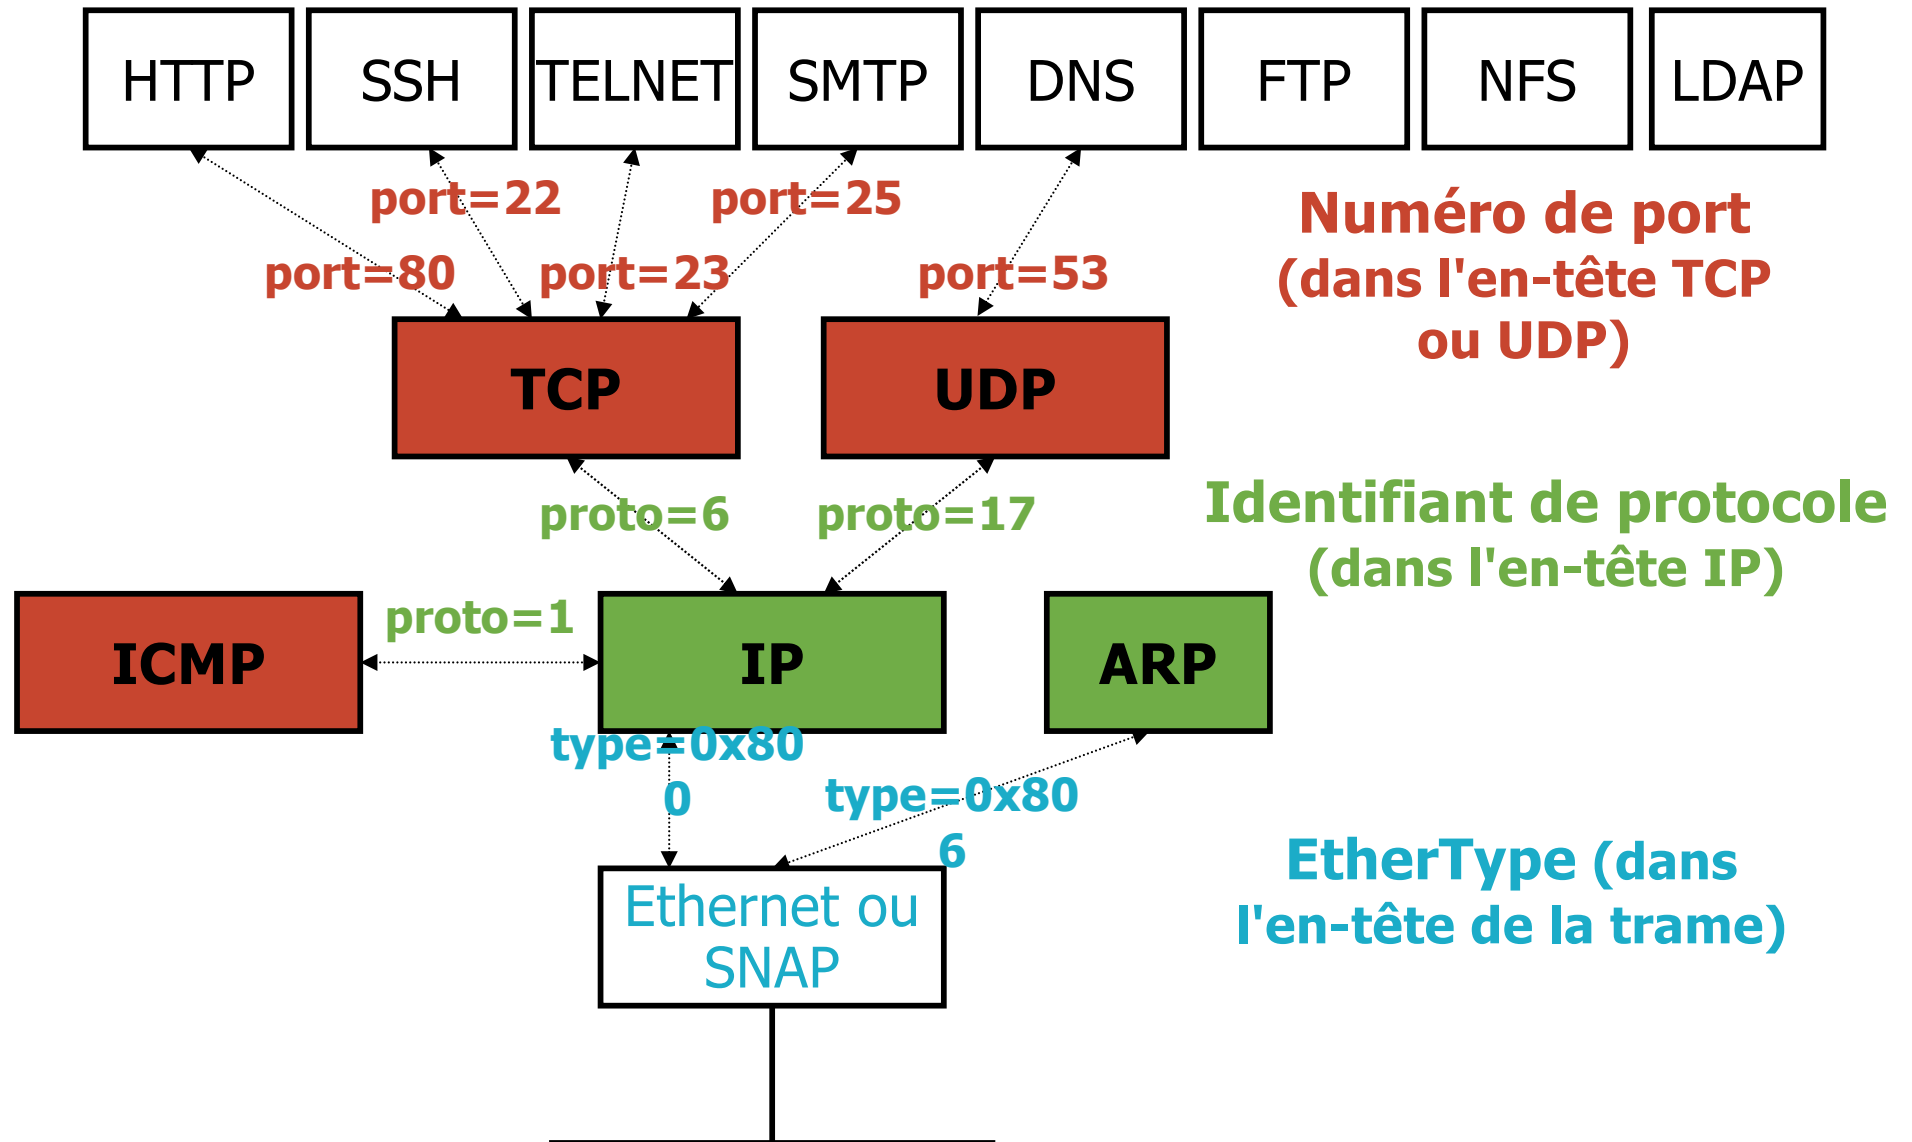 HTTP SSH TELNET SMTP DNS FTP NFS LDAP
port=22 port=25
port=80 port=23 port=53
Numéro de port
(dans l'en-tête TCP
ou UDP)
TCP UDP
proto=6 proto=17
Identifiant de protocole
(dans l'en-tête IP)
proto=1
ICMP IP ARP
type=0x80
0
type=0x80
6
EtherType (dans
l'en-tête de la trame)
Ethernet ou
SNAP